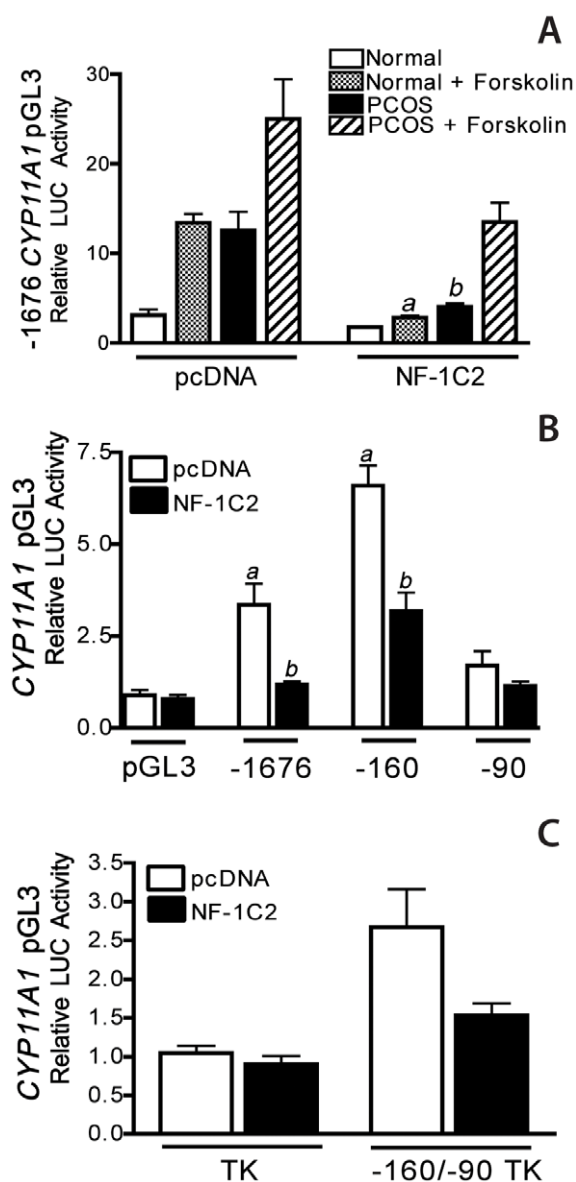 A
-1676 CYP11A1 pGL3
Relative LUC Activity
30
20
10
0
Normal
Normal + Forskolin
PCOS
PCOS + Forskolin
a
b
pcDNA
NF-1C2
B
CYP11A1 pGL3
Relative LUC Activity
7.5
5.0
2.5
0.0
pcDNA
NF-1C2
a
b
a
b
pGL3
-1676
-160
-90
C
CYP11A1 pGL3
Relative LUC Activity
3.5
3.0
2.5
2.0
1.5
1.0
0.5
0.0
pcDNA
NF-1C2
TK
-160/-90 TK